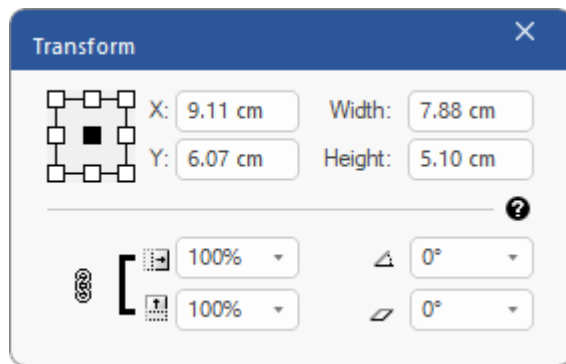 Transform
X: 9.11 cm Width: 7.88 cm
Y: 6.07 cm Height: 5.10 cm
?
100% 0°
100% 0°